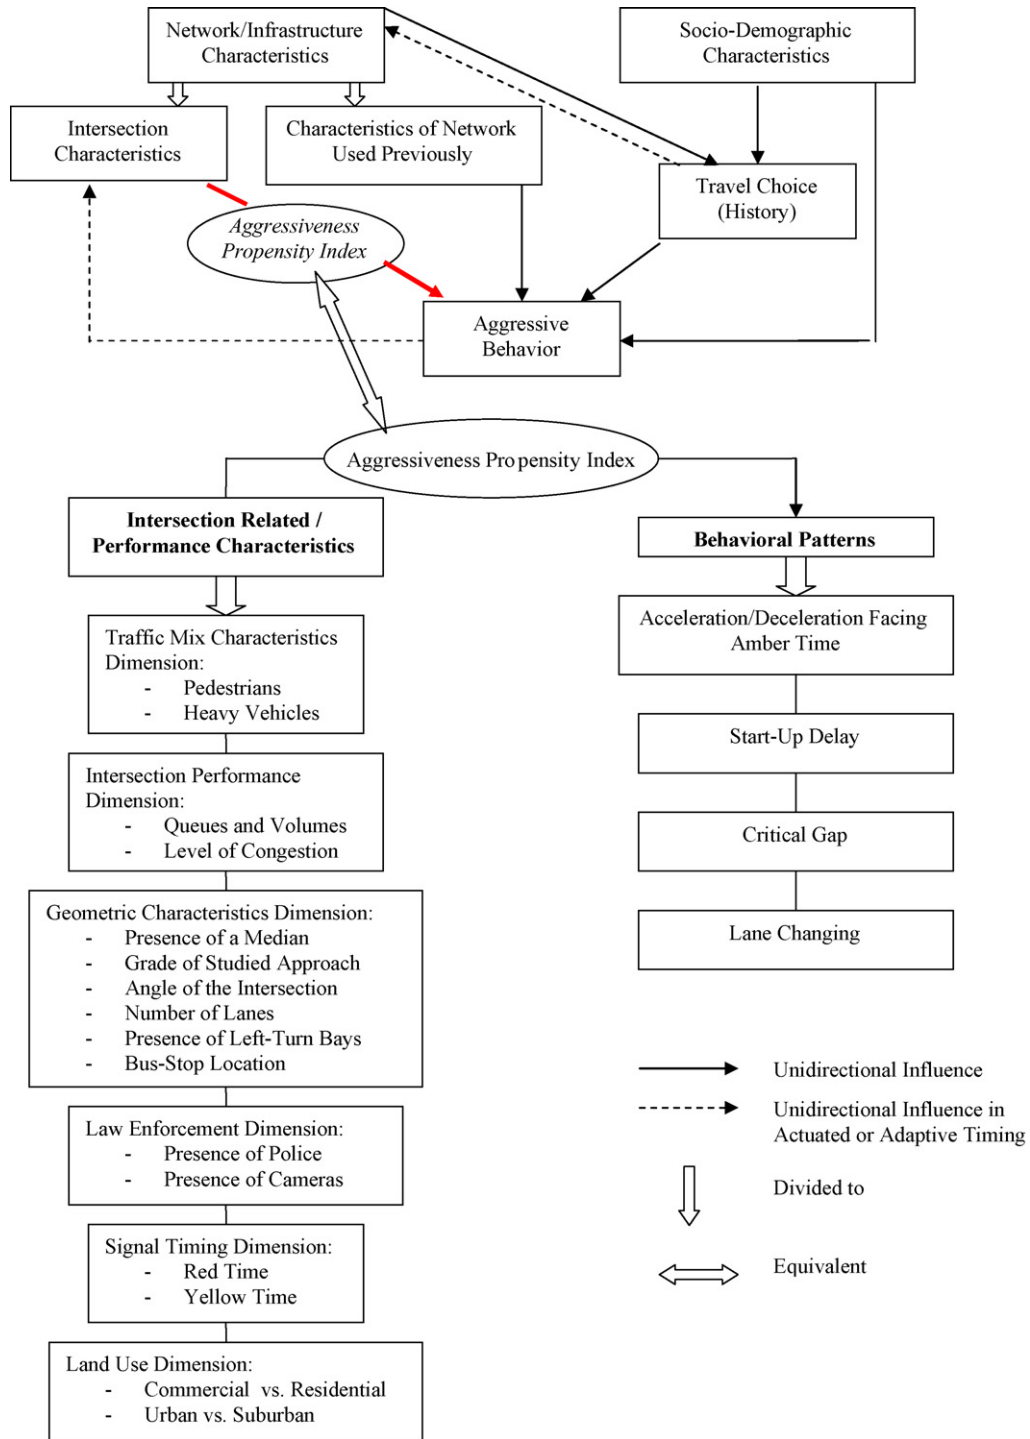 Network/Infrastructure
Characteristics
Socio-Demographic
Characteristics
Intersection
Characteristics
Characteristics of Network
Used Previously
Travel Choice
(History)
Aggressiveness
Propensity Index
Aggressive
Behavior
Aggressiveness Propensity Index
Intersection Related /
Performance Characteristics
Traffic Mix Characteristics
Dimension:
- Pedestrians
- Heavy Vehicles
Intersection Performance
Dimension:
- Queues and Volumes
- Level of Congestion
Geometric Characteristics Dimension:
- Presence of a Median
- Grade of Studied Approach
- Angle of the Intersection
- Number of Lanes
- Presence of Left-Turn Bays
- Bus-Stop Location
Law Enforcement Dimension:
- Presence of Police
- Presence of Cameras
Signal Timing Dimension:
- Red Time
- Yellow Time
Land Use Dimension:
- Commercial vs. Residential
- Urban vs. Suburban
Behavioral Patterns
Acceleration/Deceleration Facing
Amber Time
Start-Up Delay
Critical Gap
Lane Changing
Unidirectional Influence
Unidirectional Influence in
Actuated or Adaptive Timing
Divided to
Equivalent